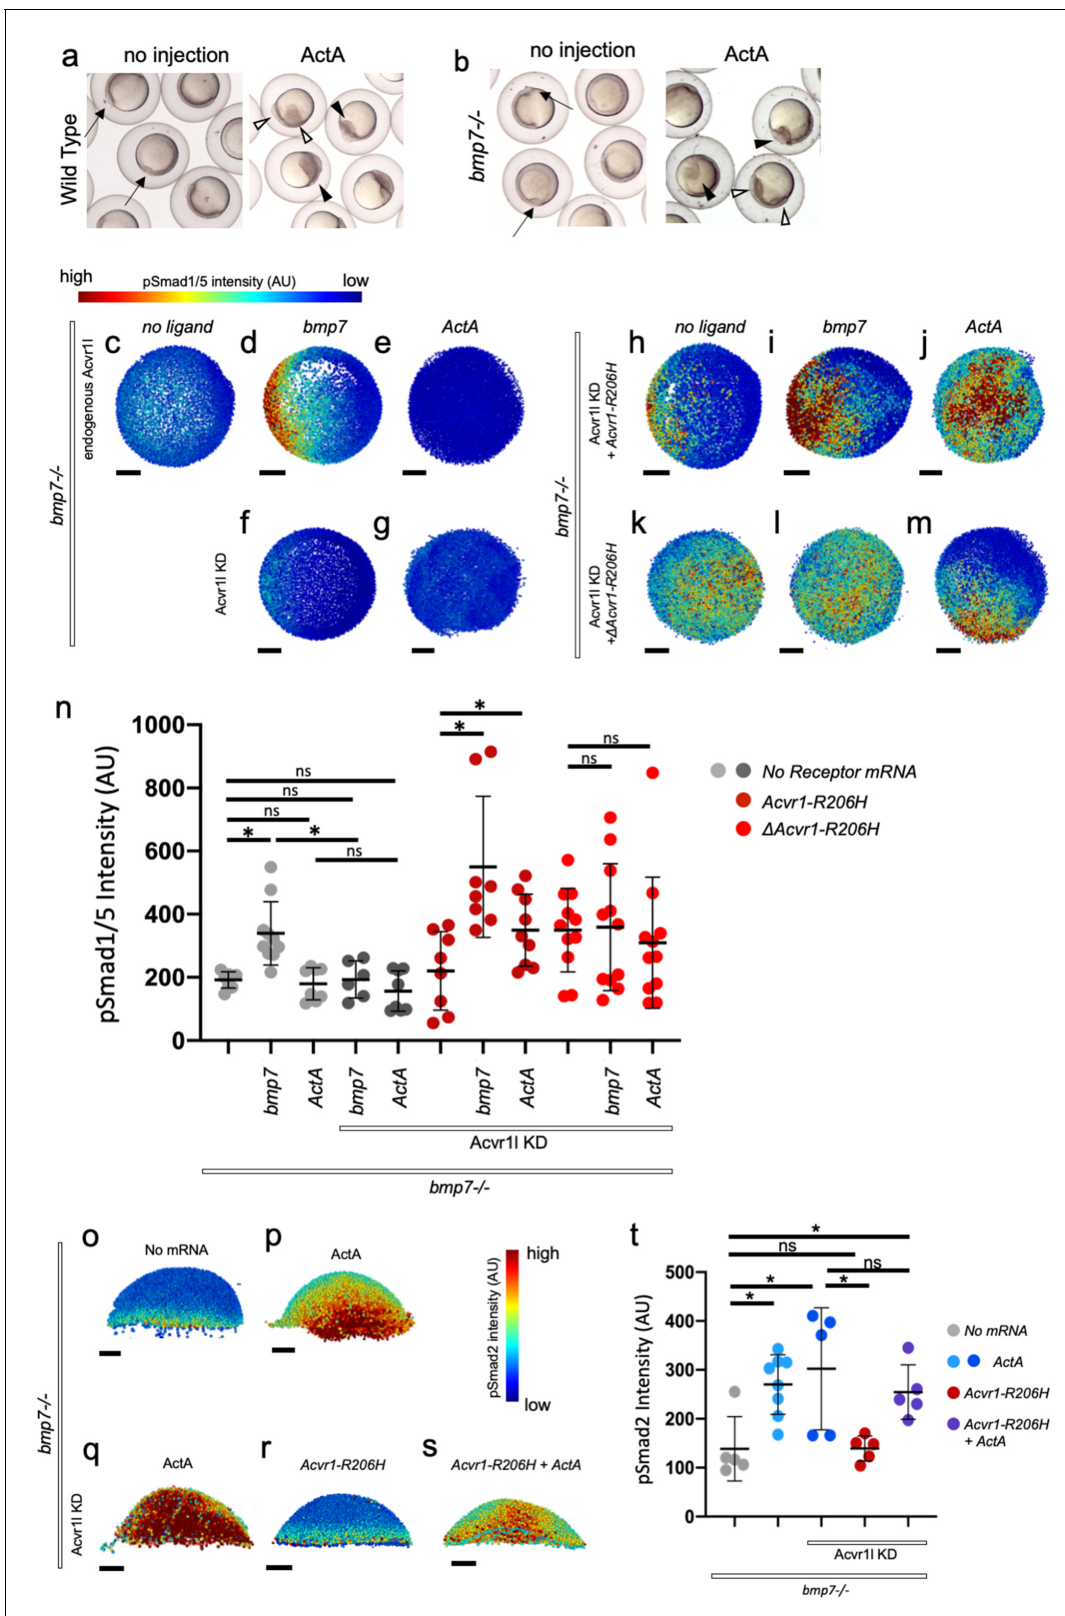 a
no injection
ActA
b
no injection
ActA
Wild Type
bmp7-/-
high
pSmad1/5 intensity (AU)
low
c
no ligand
d
bmp7
e
ActA
h
no ligand
i
bmp7
j
ActA
endogenous Acvr1l
Acvr1l KD
+ Acvr1-R206H
bmp7-/-
bmp7-/-
f
g
k
l
m
Acvr1l KD
Acvr1l KD
+ΔAcvr1-R206H
n
1000
800
600
400
200
0
pSmad1/5 Intensity (AU)
*
*
ns
ns
ns
*
*
ns
ns
ns
No Receptor mRNA
Acvr1-R206H
ΔAcvr1-R206H
bmp7
ActA
bmp7
ActA
bmp7
ActA
bmp7
ActA
Acvr1l KD
bmp7-/-
o
No mRNA
p
ActA
high
pSmad2 intensity (AU)
low
bmp7-/-
q
ActA
r
Acvr1-R206H
s
Acvr1-R206H + ActA
Acvr1l KD
t
*
ns
ns
*
*
*
500
400
300
200
100
0
pSmad2 Intensity (AU)
No mRNA
ActA
Acvr1-R206H
Acvr1-R206H
+ ActA
Acvr1l KD
bmp7-/-